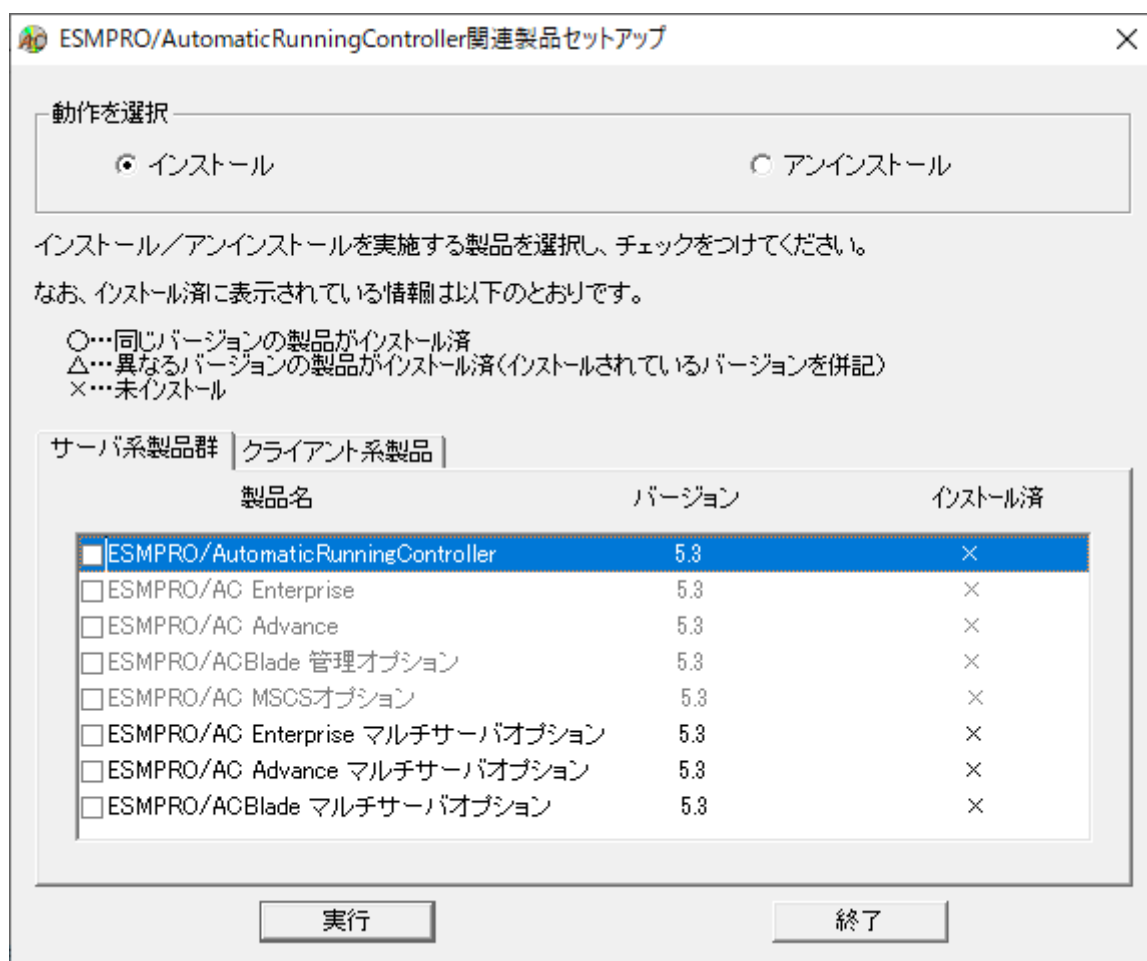 ESMPRO/AutomaticRunningController関連製品セットアップ
動作を選択
インストール アンインストール
インストール／アンインストールを実施する製品を選択し、チェックをつけてください。
なお、インストール済に表示されている情報は以下のとおりです。
○…同じバージョンの製品がインストール済
△…異なるバージョンの製品がインストール済(インストールされているバージョンを併記)
×…未インストール
サーバ系製品群 クライアント系製品
製品名 バージョン インストール済
ESMPRO/AutomaticRunningController 5.3 ×
ESMPRO/AC Enterprise 5.3 ×
ESMPRO/AC Advance 5.3 ×
ESMPRO/ACBlade 管理オプション 5.3 ×
ESMPRO/AC MSCSオプション 5.3 ×
ESMPRO/AC Enterprise マルチサーバオプション 5.3 ×
ESMPRO/AC Advance マルチサーバオプション 5.3 ×
ESMPRO/ACBlade マルチサーバオプション 5.3 ×
実行 終了